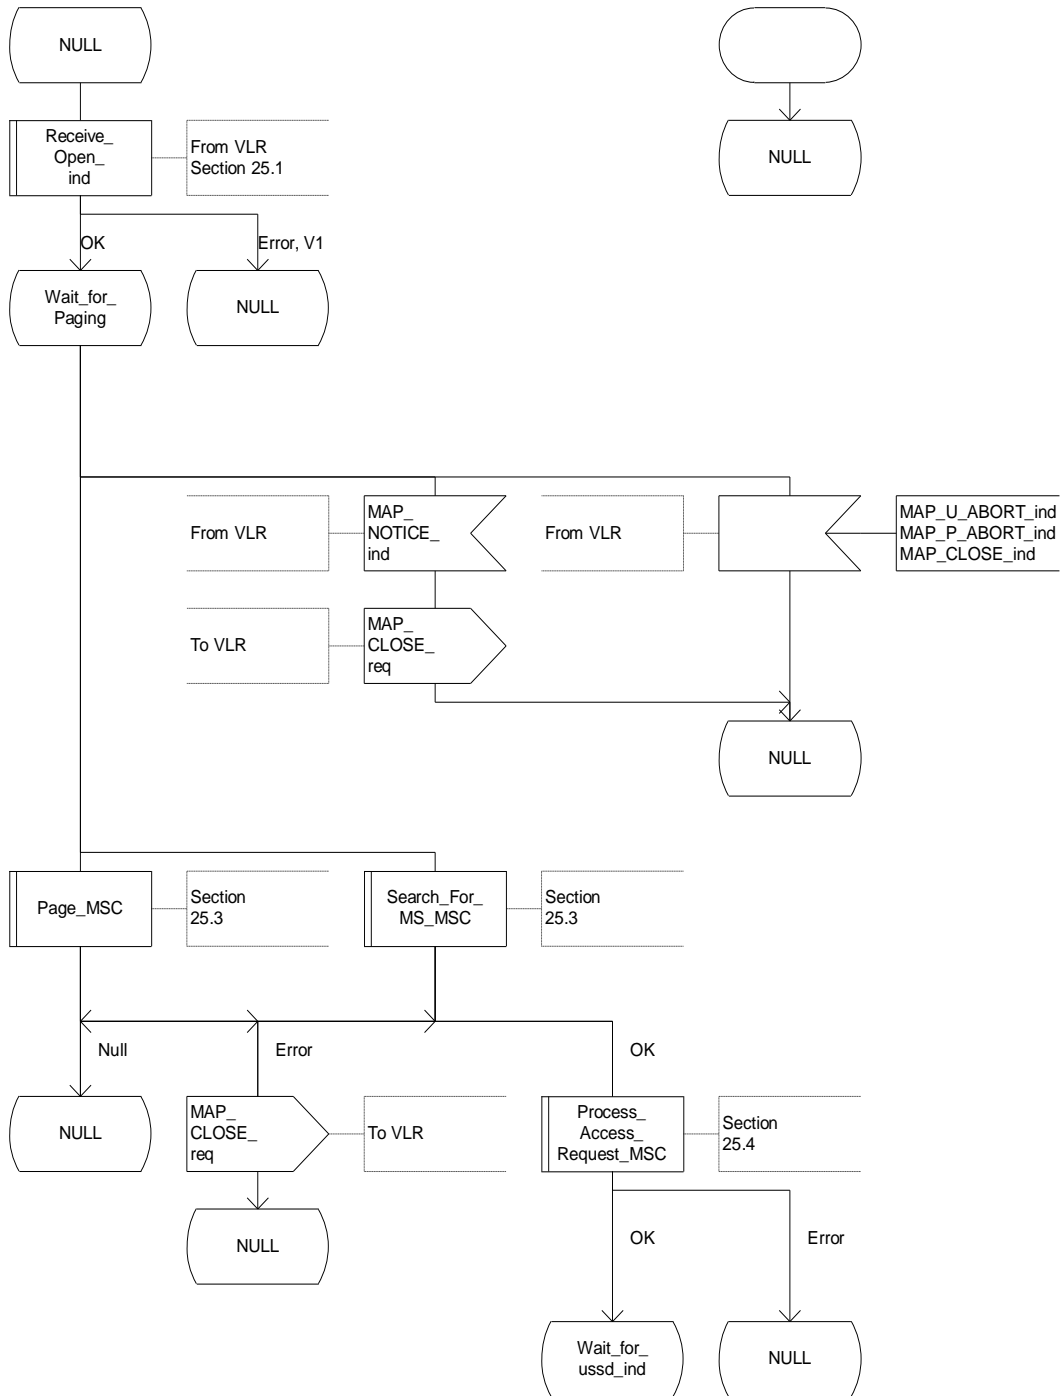 NULL
NULL
Receive_
Open_
ind
From VLR
Section 25.1
OK
Error, V1
Wait_for_
Paging
NULL
From VLR
MAP_
NOTICE_
ind
From VLR
MAP_U_ABORT_ind
MAP_P_ABORT_ind
MAP_CLOSE_ind
To VLR
MAP_
CLOSE_
req
NULL
Page_MSC
Section
25.3
Search_For_
MS_MSC
Section
25.3
Null
Error
OK
NULL
MAP_
CLOSE_
req
To VLR
Process_
Access_
Request_MSC
Section
25.4
NULL
OK
Error
Wait_for_
ussd_ind
NULL